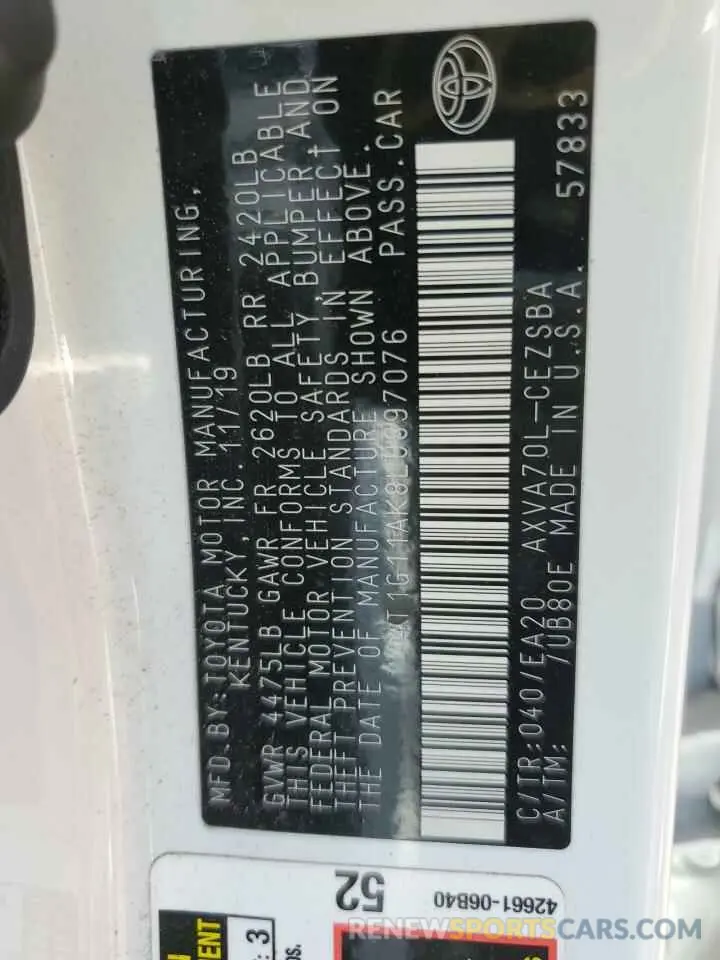 MFD.BY:TOYOTA MOTOR MANUFACTURING,
KENTUCKY,INC. 11/19
GVWR 4475LB GAWR FR 2620LB RR 2420LB
THIS VEHICLE CONFORMS TO ALL APPLICABLE
FEDERAL MOTOR VEHICLE SAFETY, BUMPER, AND
THEFT PREVENTION STANDARDS IN EFFECT ON
THE DATE OF MANUFACTURE SHOWN ABOVE.
PASS.CAR
C/TR:040/EA20 AXVA70L-CEZSBA
A/TM: /UB80E MADE IN U.S.A. 57833
52
42661-06B40
ENT
: 3
RENEWSPORTSCARS.COM